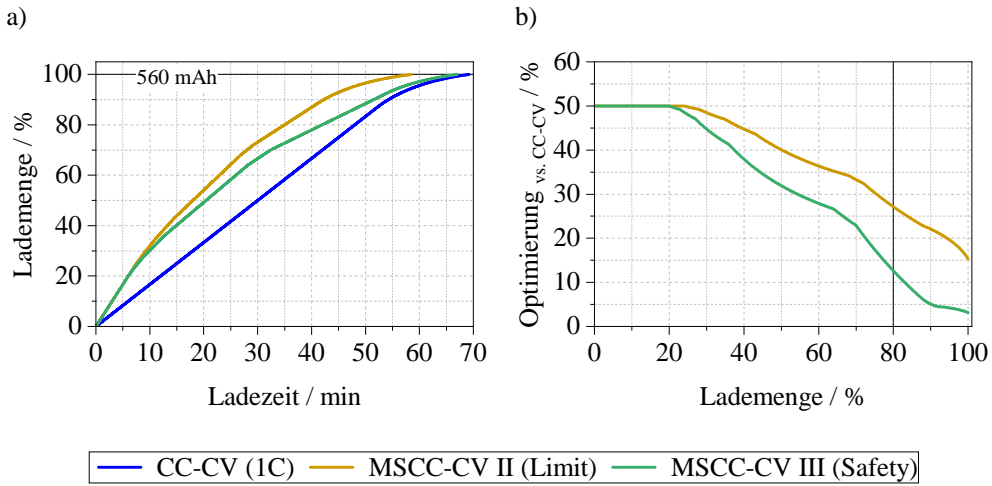 a)
b)
Lademenge / %
100
80
60
40
20
0
560 mAh
0 10 20 30 40 50 60 70
Ladezeit / min
Optimierung vs. CC-CV / %
60
50
40
30
20
10
0
0 20 40 60 80 100
Lademenge / %
CC-CV (1C) MSCC-CV II (Limit) MSCC-CV III (Safety)